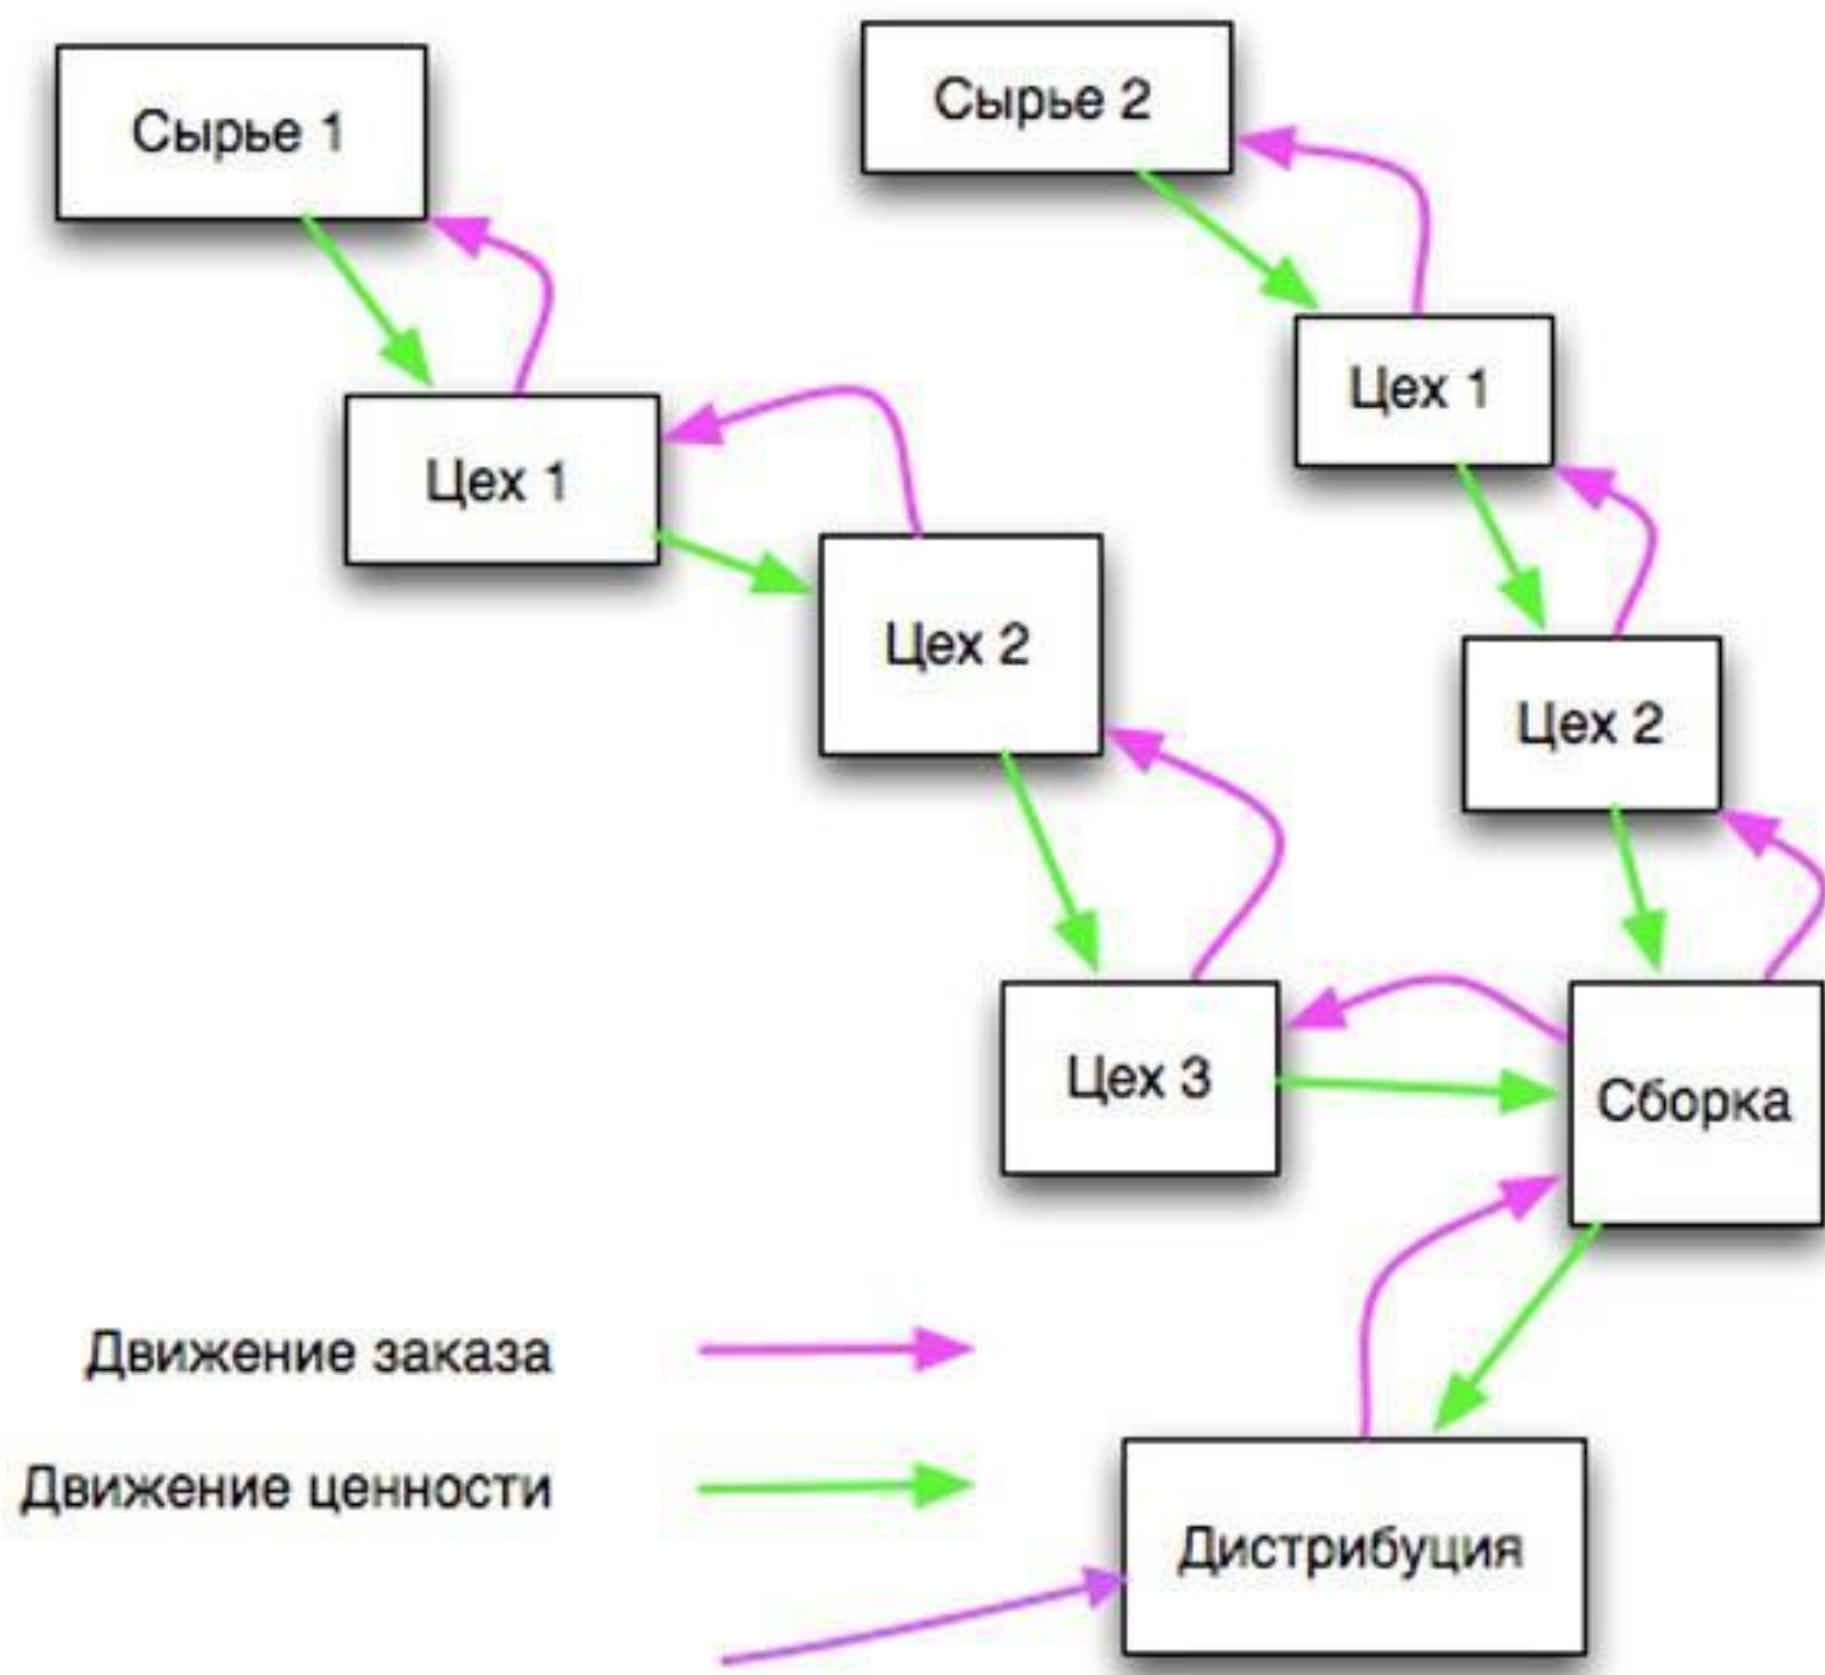 Сырье 1
Сырье 2
Цех 1
Цех 1
Цех 2
Цех 2
Цех 3
Сборка
Движение заказа
Движение ценности
Дистрибуция